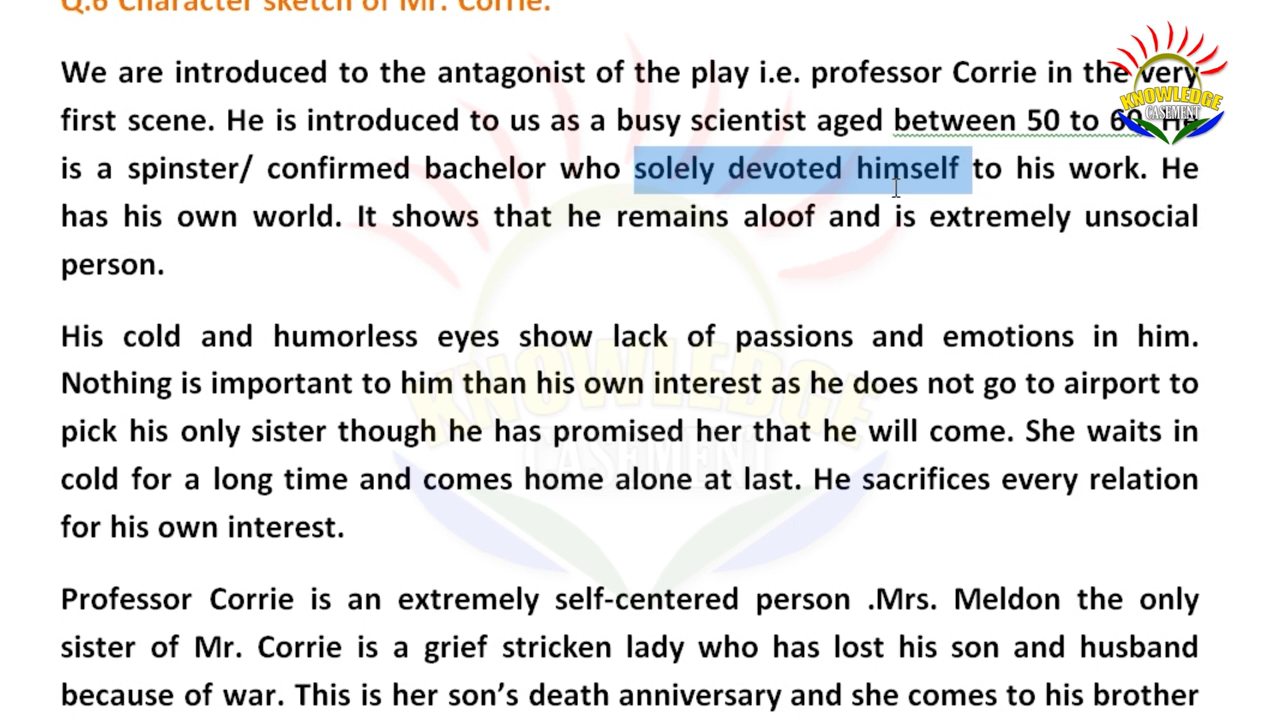 Q.6 Character sketch of Mr. Corrie.
We are introduced to the antagonist of the play i.e. professor Corrie in the very
first scene. He is introduced to us as a busy scientist aged between 50 to 60. He
is a spinster/ confirmed bachelor who solely devoted himself to his work. He
has his own world. It shows that he remains aloof and is extremely unsocial
person.
His cold and humorless eyes show lack of passions and emotions in him.
Nothing is important to him than his own interest as he does not go to airport to
pick his only sister though he has promised her that he will come. She waits in
cold for a long time and comes home alone at last. He sacrifices every relation
for his own interest.
Professor Corrie is an extremely self-centered person .Mrs. Meldon the only
sister of Mr. Corrie is a grief stricken lady who has lost his son and husband
because of war. This is her son's death anniversary and she comes to his brother
KNOWLEDGE
CASEMENT
KNOWLEDGE
CASEMENT